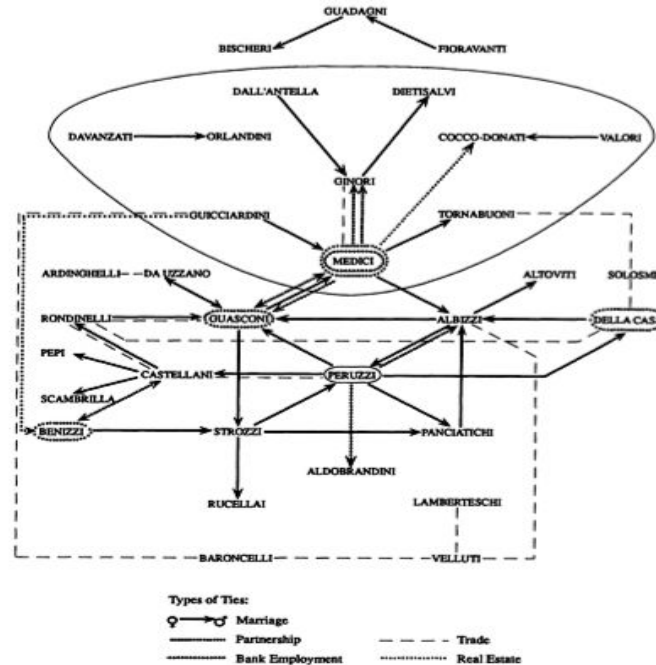 GUADAGNI
BISCHERI FIORAVANTI
DALL'ANTELLA DIETISALVI
DAVANZATI ORLANDINI COCCO-DONATI VALORI
GINORI
GUICCIARDINI TORNABUONI
MEDICI
ARDINGHELLI DA UZZANO ALTOVITI SOLOSMEI
RONDINELLI GUASCONI ALBIZZI DELLA CASA
PEPI CASTELLANI PERUZZI
SCAMBRILLA
BENIZZI STROZZI PANCIATICHI
ALDOBRANDINI
RUCELLAI LAMBERTESCHI
BARONCELLI VELLUTI
Types of Ties:
♀ ♂ Marriage
Partnership Trade
Bank Employment Real Estate